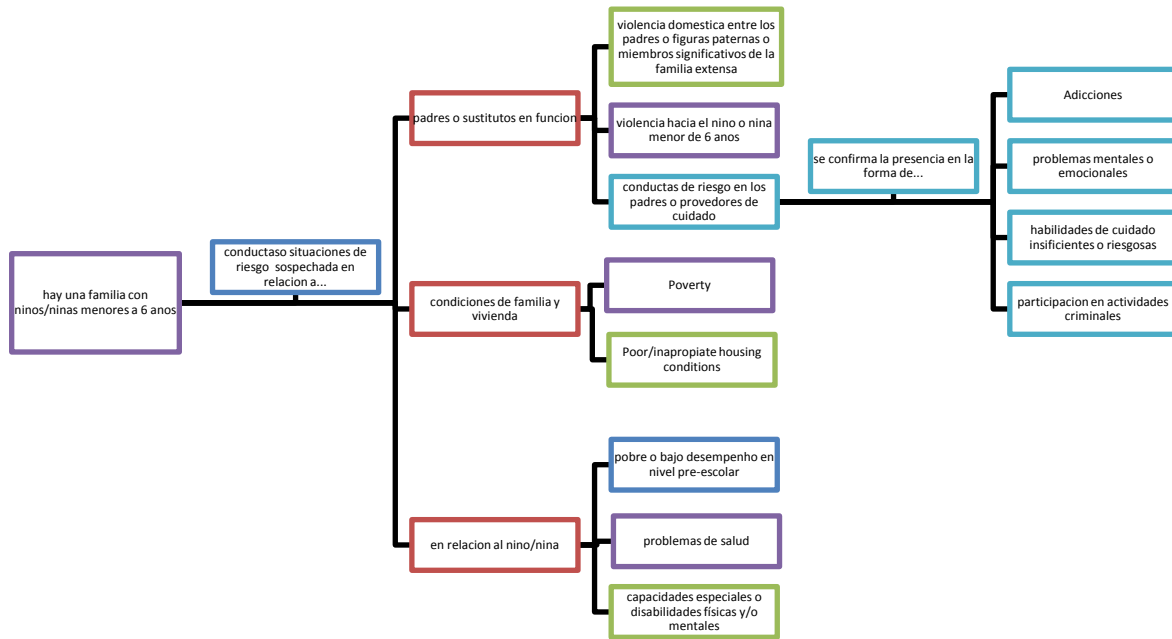 hay una familia con
ninos/ninas menores a 6 anos
conductaso situaciones de
riesgo  sospechada en
relacion a...
padres o sustitutos en funcion
violencia domestica entre los
padres o figuras paternas o
miembros significativos de la
familia extensa
violencia hacia el nino o nina
menor de 6 anos
conductas de riesgo en los
padres o provedores de
cuidado
se confirma la presencia en la
forma de...
Adicciones
problemas mentales o
emocionales
habilidades de cuidado
insificientes o riesgosas
participacion en actividades
criminales
condiciones de familia y
vivienda
Poverty
Poor/inapropiate housing
conditions
en relacion al nino/nina
pobre o bajo desempenho en
nivel pre-escolar
problemas de salud
capacidades especiales o
disabilidades físicas y/o
mentales